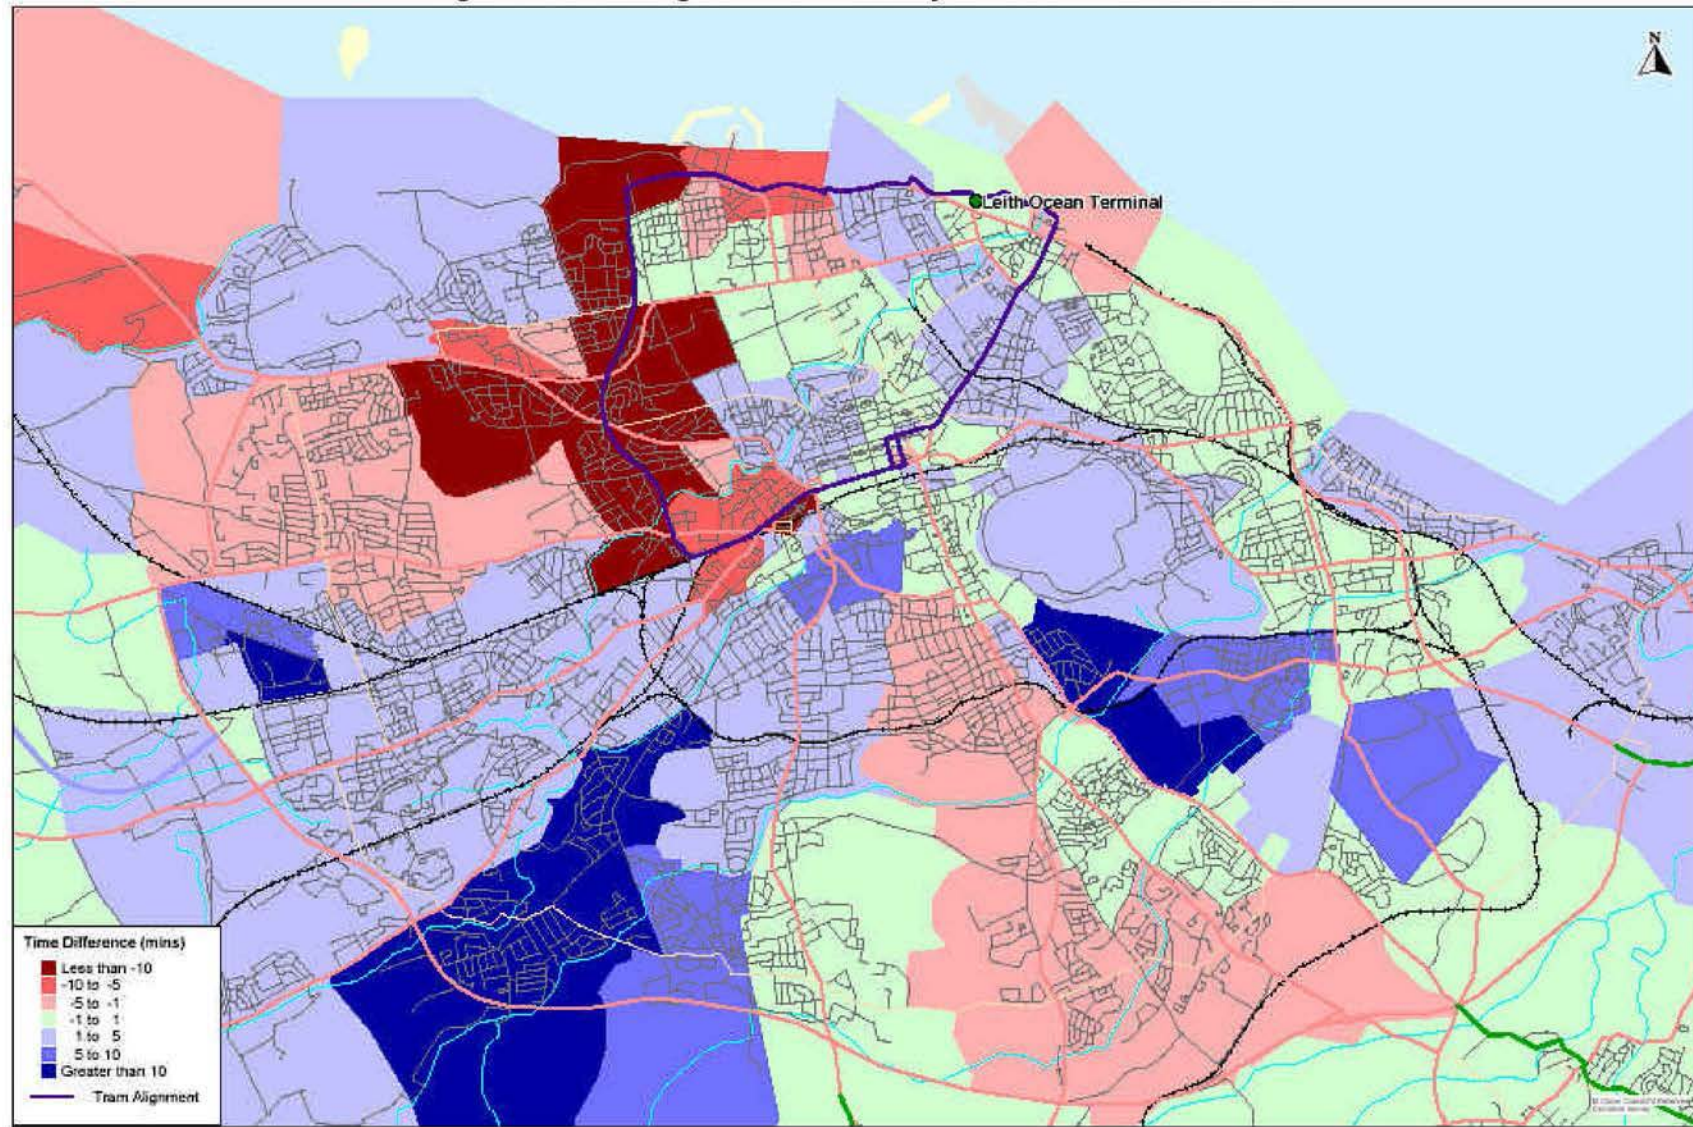 N
Leith Ocean Terminal
Time Difference (mins)
Less than -10
-10 to -5
-5 to -1
-1 to 1
1 to 5
5 to 10
Greater than 10
Tram Alignment